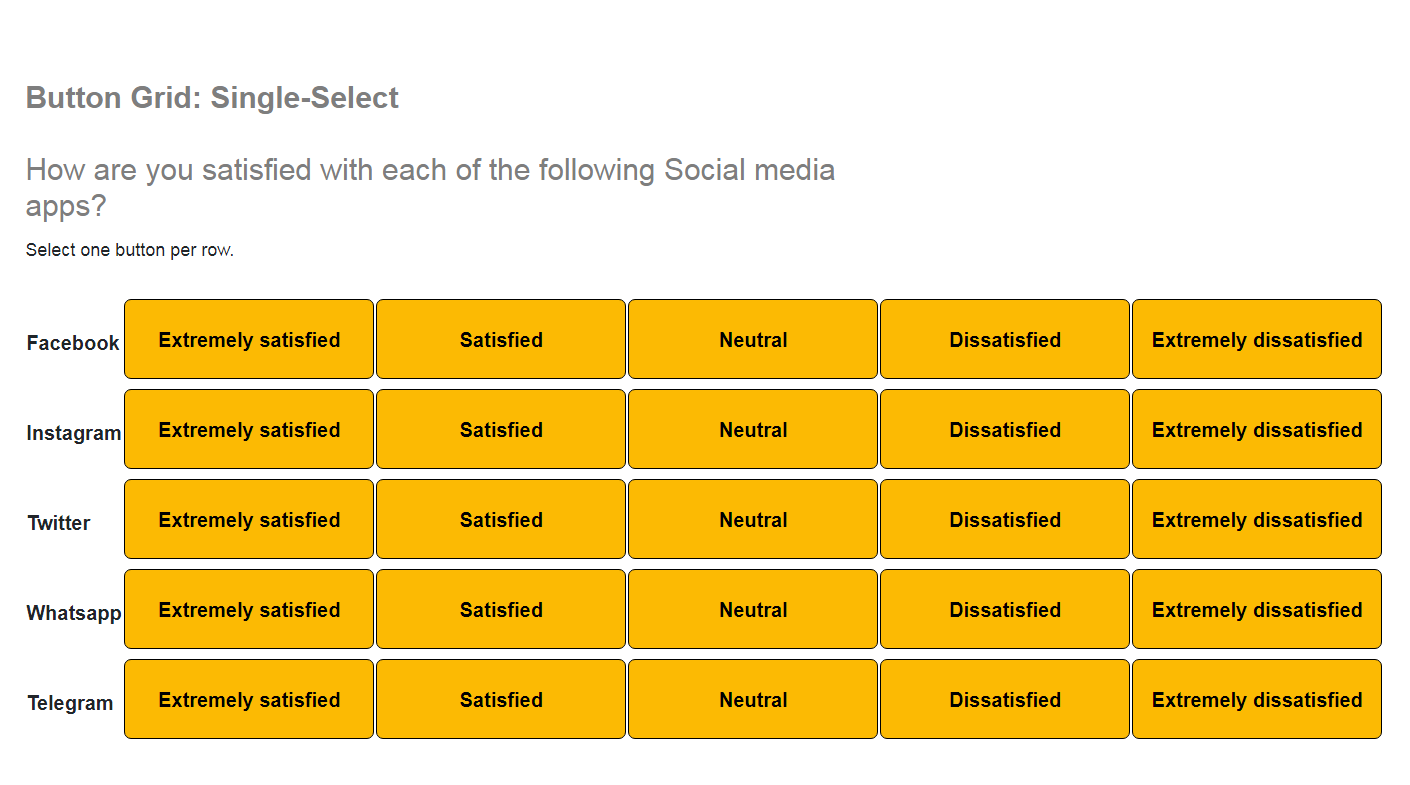 Button Grid: Single-Select
How are you satisfied with each of the following Social media
apps?
Select one button per row.
Facebook Extremely satisfied Satisfied Neutral Dissatisfied Extremely dissatisfied
Instagram Extremely satisfied Satisfied Neutral Dissatisfied Extremely dissatisfied
Twitter Extremely satisfied Satisfied Neutral Dissatisfied Extremely dissatisfied
Whatsapp Extremely satisfied Satisfied Neutral Dissatisfied Extremely dissatisfied
Telegram Extremely satisfied Satisfied Neutral Dissatisfied Extremely dissatisfied